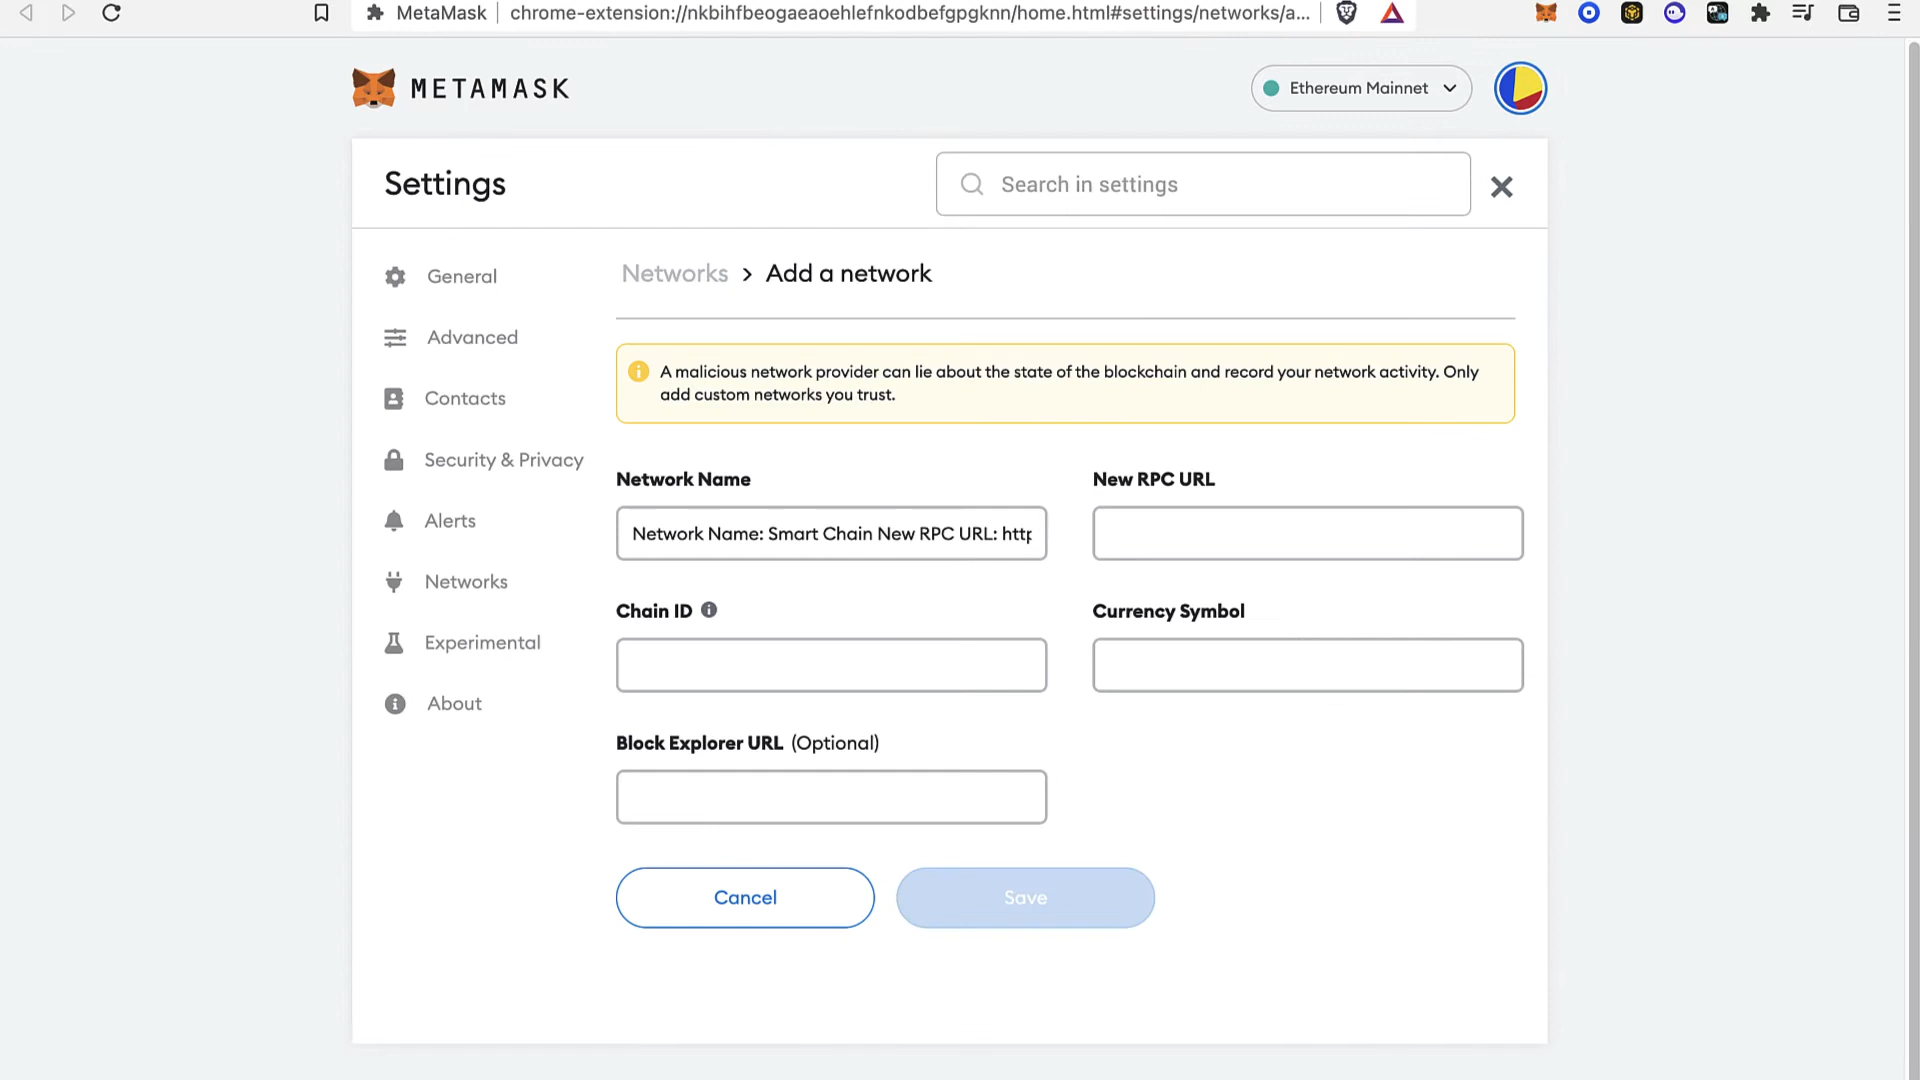 MetaMask
chrome-extension://nkbihfbeogaeaoehlefnkodbefgpgknn/home.html#settings/networks/a...
METAMASK
Ethereum Mainnet
Settings
Search in settings
General
Advanced
Contacts
Security & Privacy
Alerts
Networks
Experimental
About
Networks > Add a network
A malicious network provider can lie about the state of the blockchain and record your network activity. Only
add custom networks you trust.
Network Name
Network Name: Smart Chain New RPC URL: http
New RPC URL
Chain ID
Currency Symbol
Block Explorer URL (Optional)
Cancel
Save